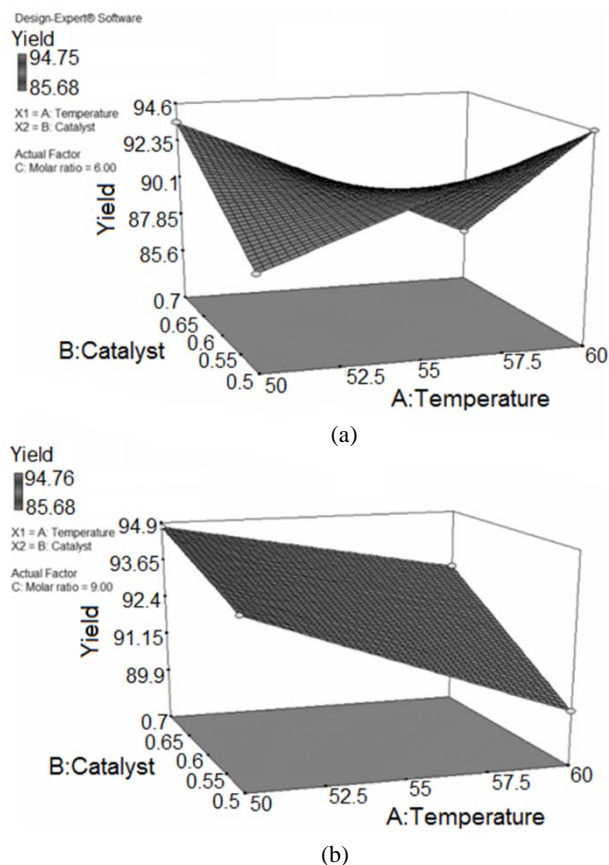 Design-Expert® Software
Yield
94.75
85.68
X1 = A: Temperature
X2 = B: Catalyst
Actual Factor
C: Molar ratio = 6.00
94.6
92.35
90.1
87.85
85.6
Yield
0.7
0.65
0.6
0.55
0.5
B:Catalyst
50
52.5
55
57.5
60
A:Temperature
(a)
Yield
94.76
85.68
X1 = A: Temperature
X2 = B: Catalyst
Actual Factor
C: Molar ratio = 9.00
94.9
93.65
92.4
91.15
89.9
Yield
0.7
0.65
0.6
0.55
0.5
B:Catalyst
50
52.5
55
57.5
60
A:Temperature
(b)